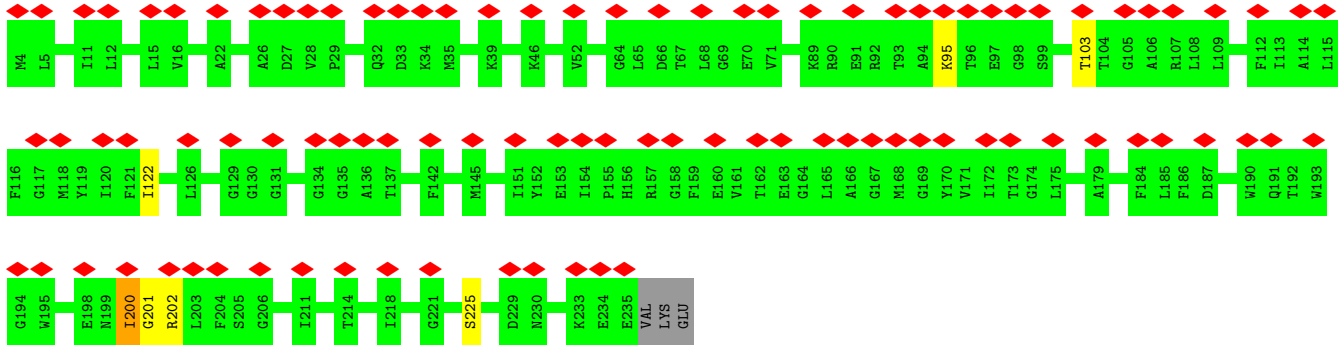 M4 L5 I11 L12 L15 V16 A22 A26 D27 V28 P29 Q32 D33 K34 M35 K39 K46 V52 G64 L65 D66 T67 L68 G69 E70 V71 K89 R90 E91 R92 T93 A94 K95 T96 E97 G98 S99 T103 T104 G105 A106 R107 L108 L109 F112 I113 A114 L115
F116 G117 M118 Y119 I120 F121 I122 L126 G129 G130 G131 G134 G135 A136 T137 F142 M145 I151 Y152 E153 I154 P155 H156 R157 G158 F159 E160 V161 T162 E163 G164 L165 A166 G167 M168 G169 Y170 V171 I172 T173 G174 L175 A179 F184 L185 F186 D187 W190 Q191 T192 W193
G194 W195 E198 N199 I200 G201 R202 L203 F204 S205 G206 I211 T214 I218 G221 S225 D229 N230 K233 E234 E235 VAL LYS GLU